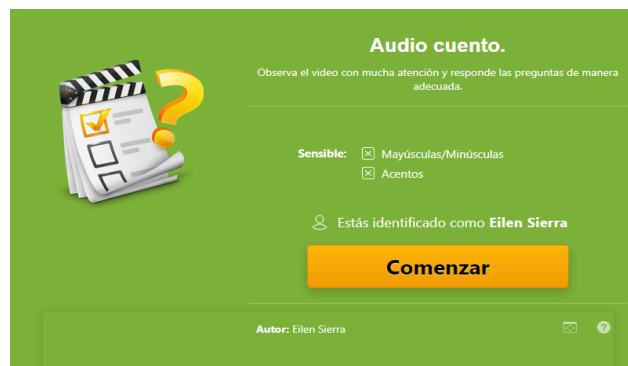 Audio cuento.
Observa el video con mucha atención y responde las preguntas de manera
adecuada.
Sensible: Mayúsculas/Minúsculas
Acentos
Estás identificado como Eilen Sierra
Comenzar
Autor: Eilen Sierra